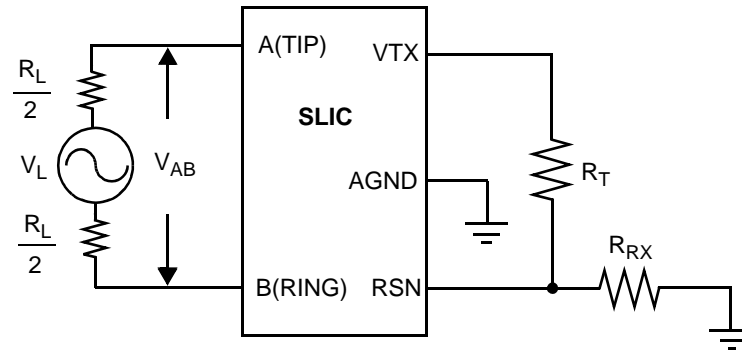 A(TIP)
VTX
R_L
2
SLIC
V_L
V_AB
AGND
R_T
R_L
2
R_RX
B(RING)
RSN